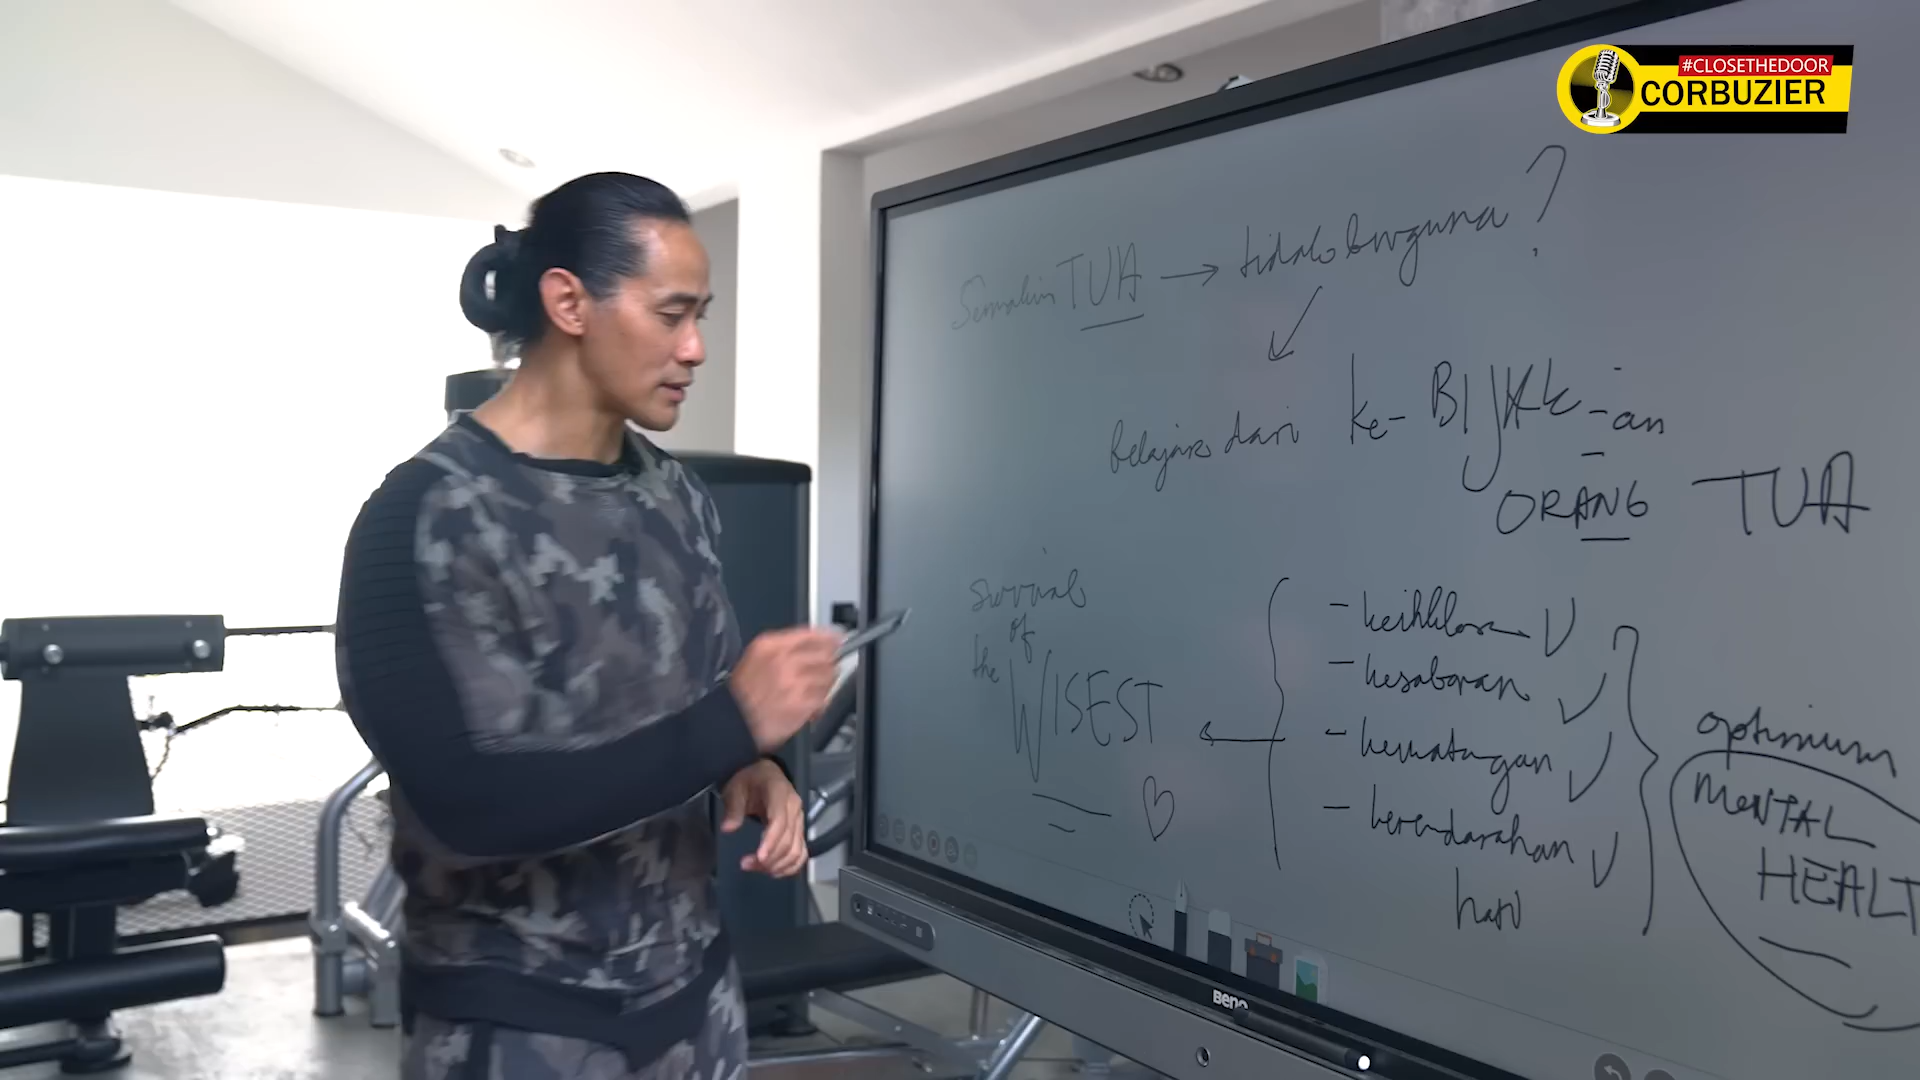 #CLOSETHEDOOR
CORBUZIER
Semakin TUA → tidak berguna?
belajar dari ke-BIJAK-an
ORANG TUA
survival
of
the WISEST
- keikhlasan
- kesabaran
- kematangan
- kerendahan
hati
optimum
MENTAL
HEALT
BenQ